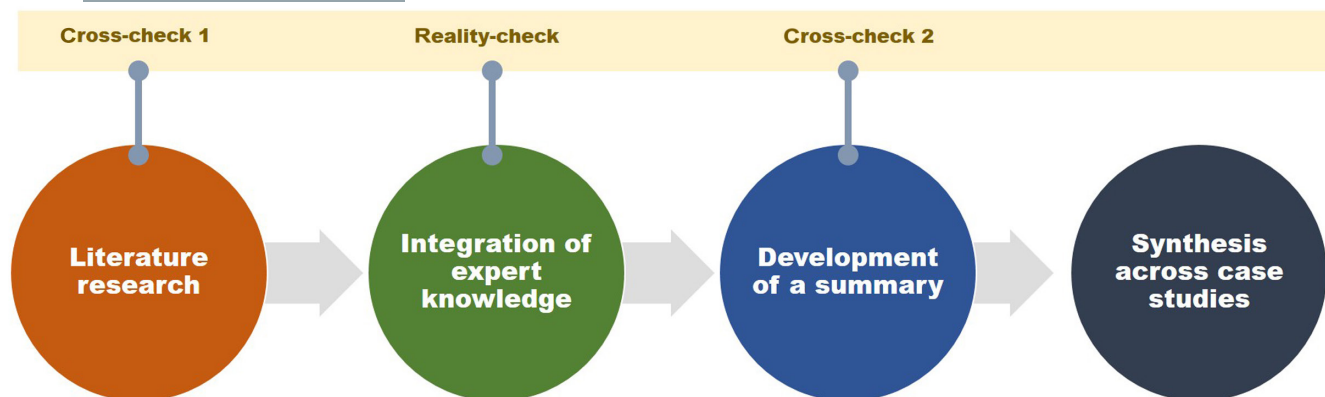 Cross-check 1
Reality-check
Cross-check 2
Literature
research
Integration of
expert
knowledge
Development
of a summary
Synthesis
across case
studies